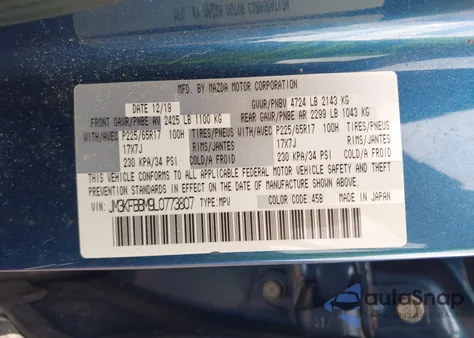 MFD. BY MAZDA MOTOR CORPORATION
DATE 12/19 GVWR/PNBV 4724 LB 2143 KG
FRONT GAWR/PNBE AV 2425 LB 1100 KG REAR GAWR/PNBE AR 2299 LB 1043 KG
WITH/AVEC P225/65R17 100H TIRES/PNEUS WITH/AVEC P225/65R17 100H TIRES/PNEUS
17X7J RIMS/JANTES 17X7J RIMS/JANTES
230 KPA/34 PSI COLD/A FROID 230 KPA/34 PSI COLD/A FROID
THIS VEHICLE CONFORMS TO ALL APPLICABLE FEDERAL MOTOR VEHICLE SAFETY, BUMPER, AND THEFT
PREVENTION STANDARDS IN EFFECT ON THE DATE OF MANUFACTURE SHOWN ABOVE.
VIN: JM3KFBBM9L0773807 TYPE: MPV COLOR CODE: 45B MADE IN JAPAN
autoSnap